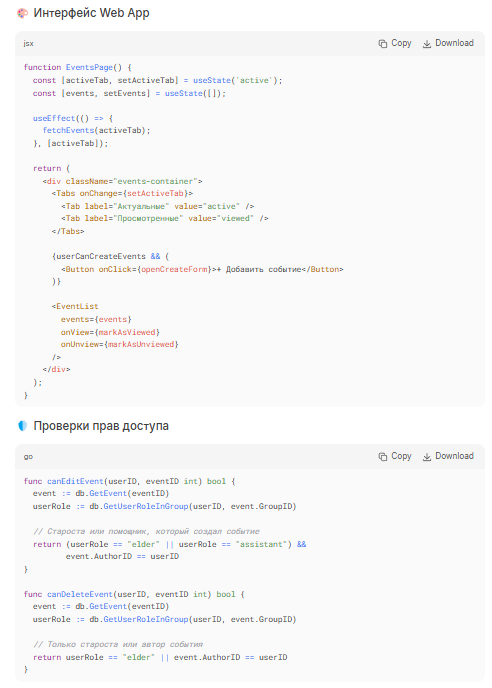 🎨 Интерфейс Web App
jsx Copy Download
function EventsPage() {
  const [activeTab, setActiveTab] = useState('active');
  const [events, setEvents] = useState([]);

  useEffect(() => {
    fetchEvents(activeTab);
  }, [activeTab]);

  return (
    <div className="events-container">
      <Tabs onChange={setActiveTab}>
        <Tab label="Актуальные" value="active" />
        <Tab label="Просмотренные" value="viewed" />
      </Tabs>

      {userCanCreateEvents && (
        <Button onClick={openCreateForm}>+ Добавить событие</Button>
      )}

      <EventList
        events={events}
        onView={markAsViewed}
        onUnview={markAsUnviewed}
      />
    </div>
  );
}
🛡️ Проверки прав доступа
go Copy Download
func canEditEvent(userID, eventID int) bool {
  event := db.GetEvent(eventID)
  userRole := db.GetUserRoleInGroup(userID, event.GroupID)

  // Староста или помощник, который создал событие
  return (userRole == "elder" || userRole == "assistant") &&
         event.AuthorID == userID
}

func canDeleteEvent(userID, eventID int) bool {
  event := db.GetEvent(eventID)
  userRole := db.GetUserRoleInGroup(userID, event.GroupID)

  // Только староста или автор события
  return userRole == "elder" || event.AuthorID == userID
}